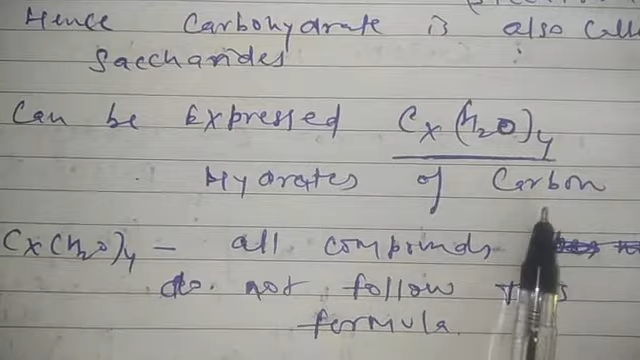 Hence Carbohydrate is also
Saccharides
Can be Expressed Cx(H2O)y
Hydrates of Carbon
Cx(H2O)y - all compounds
do not follow
formula.